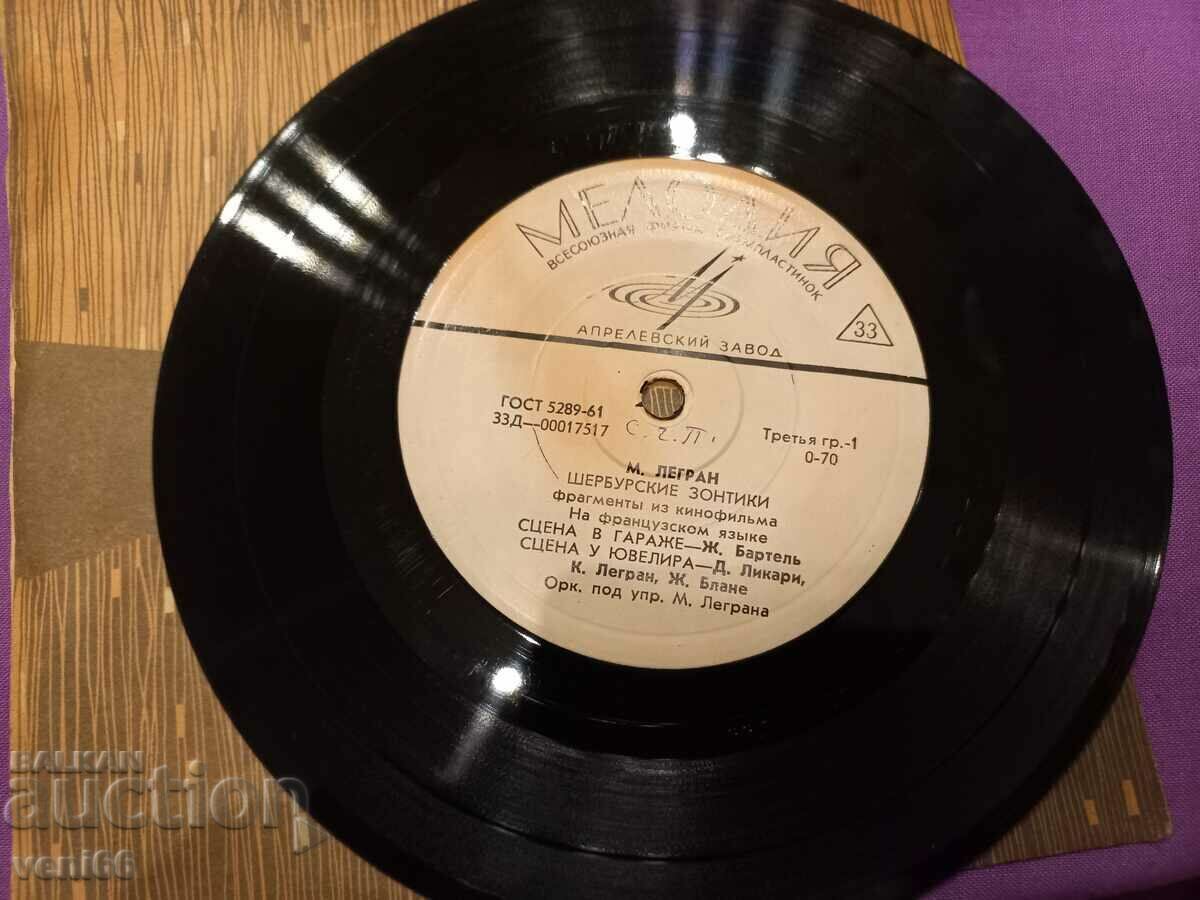 МЕЛОДИЯ
ВСЕСОЮЗНАЯ ФИРМА ГРАМПЛАСТИНОК
33
АПРЕЛЕВСКИЙ ЗАВОД
ГОСТ 5289-61
33Д—00017517
С.г.П.
Третья гр.-1
0-70
М. ЛЕГРАН
ШЕРБУРСКИЕ ЗОНТИКИ
фрагменты из кинофильма
На французском языке
СЦЕНА В ГАРАЖЕ—Ж. Бартель
СЦЕНА У ЮВЕЛИРА—Д. Ликари,
К. Легран, Ж. Блане
Орк. под упр. М. Леграна
BALKAN
auction
veni66